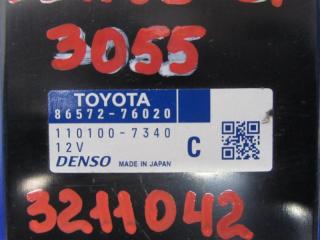 3055
TOYOTA
86572-76020
110100-7340
12V C
DENSO MADE IN JAPAN
3211042